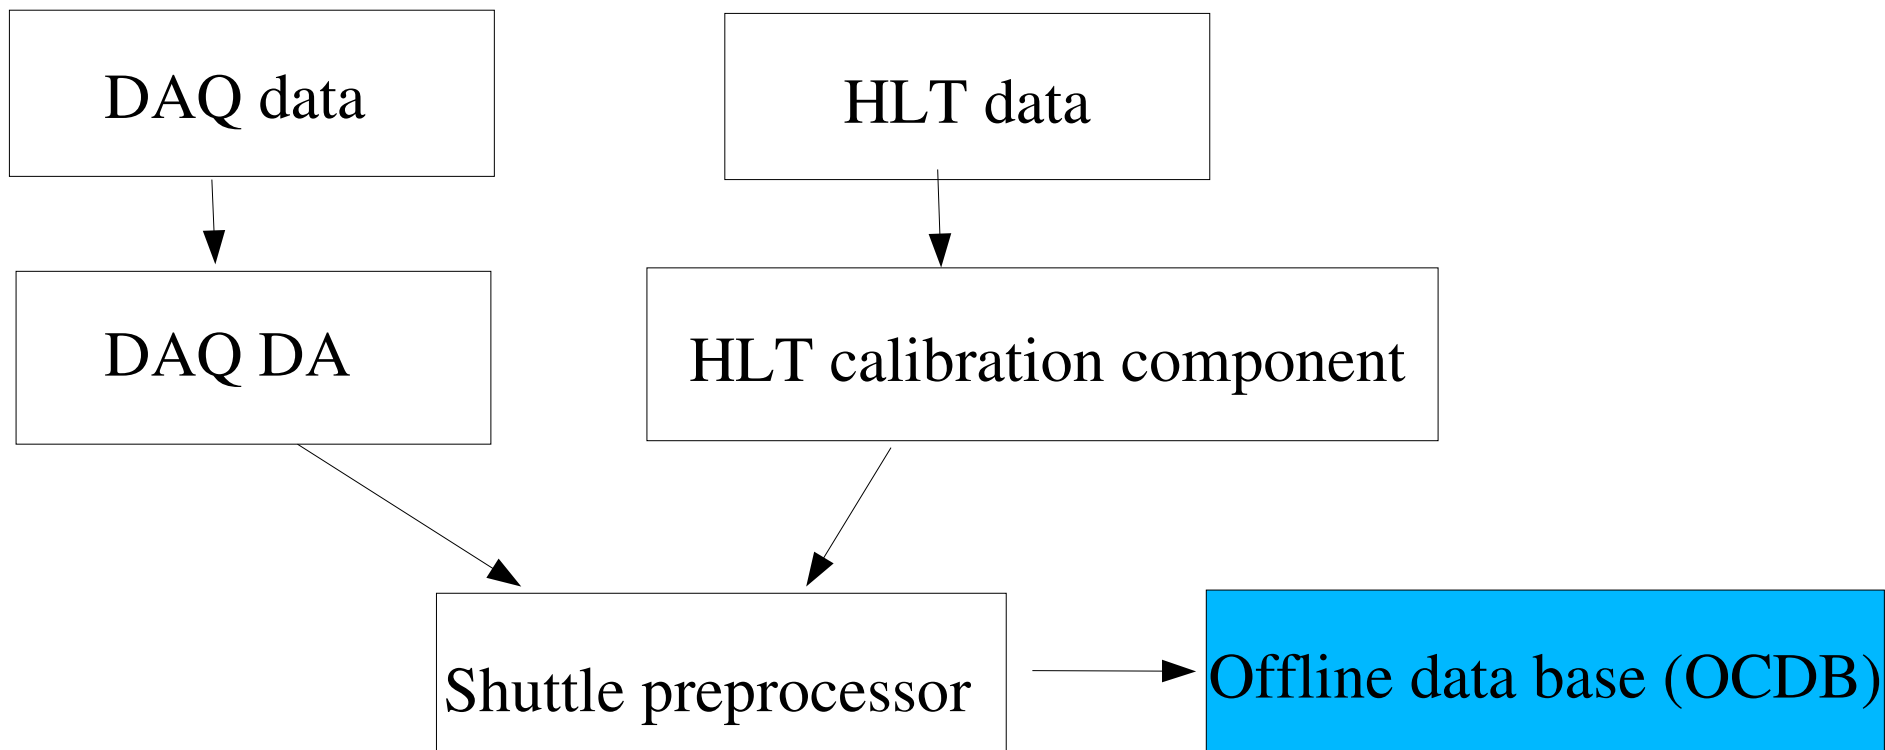 DAQ data
HLT data
DAQ DA
HLT calibration component
Shuttle preprocessor
Offline data base (OCDB)